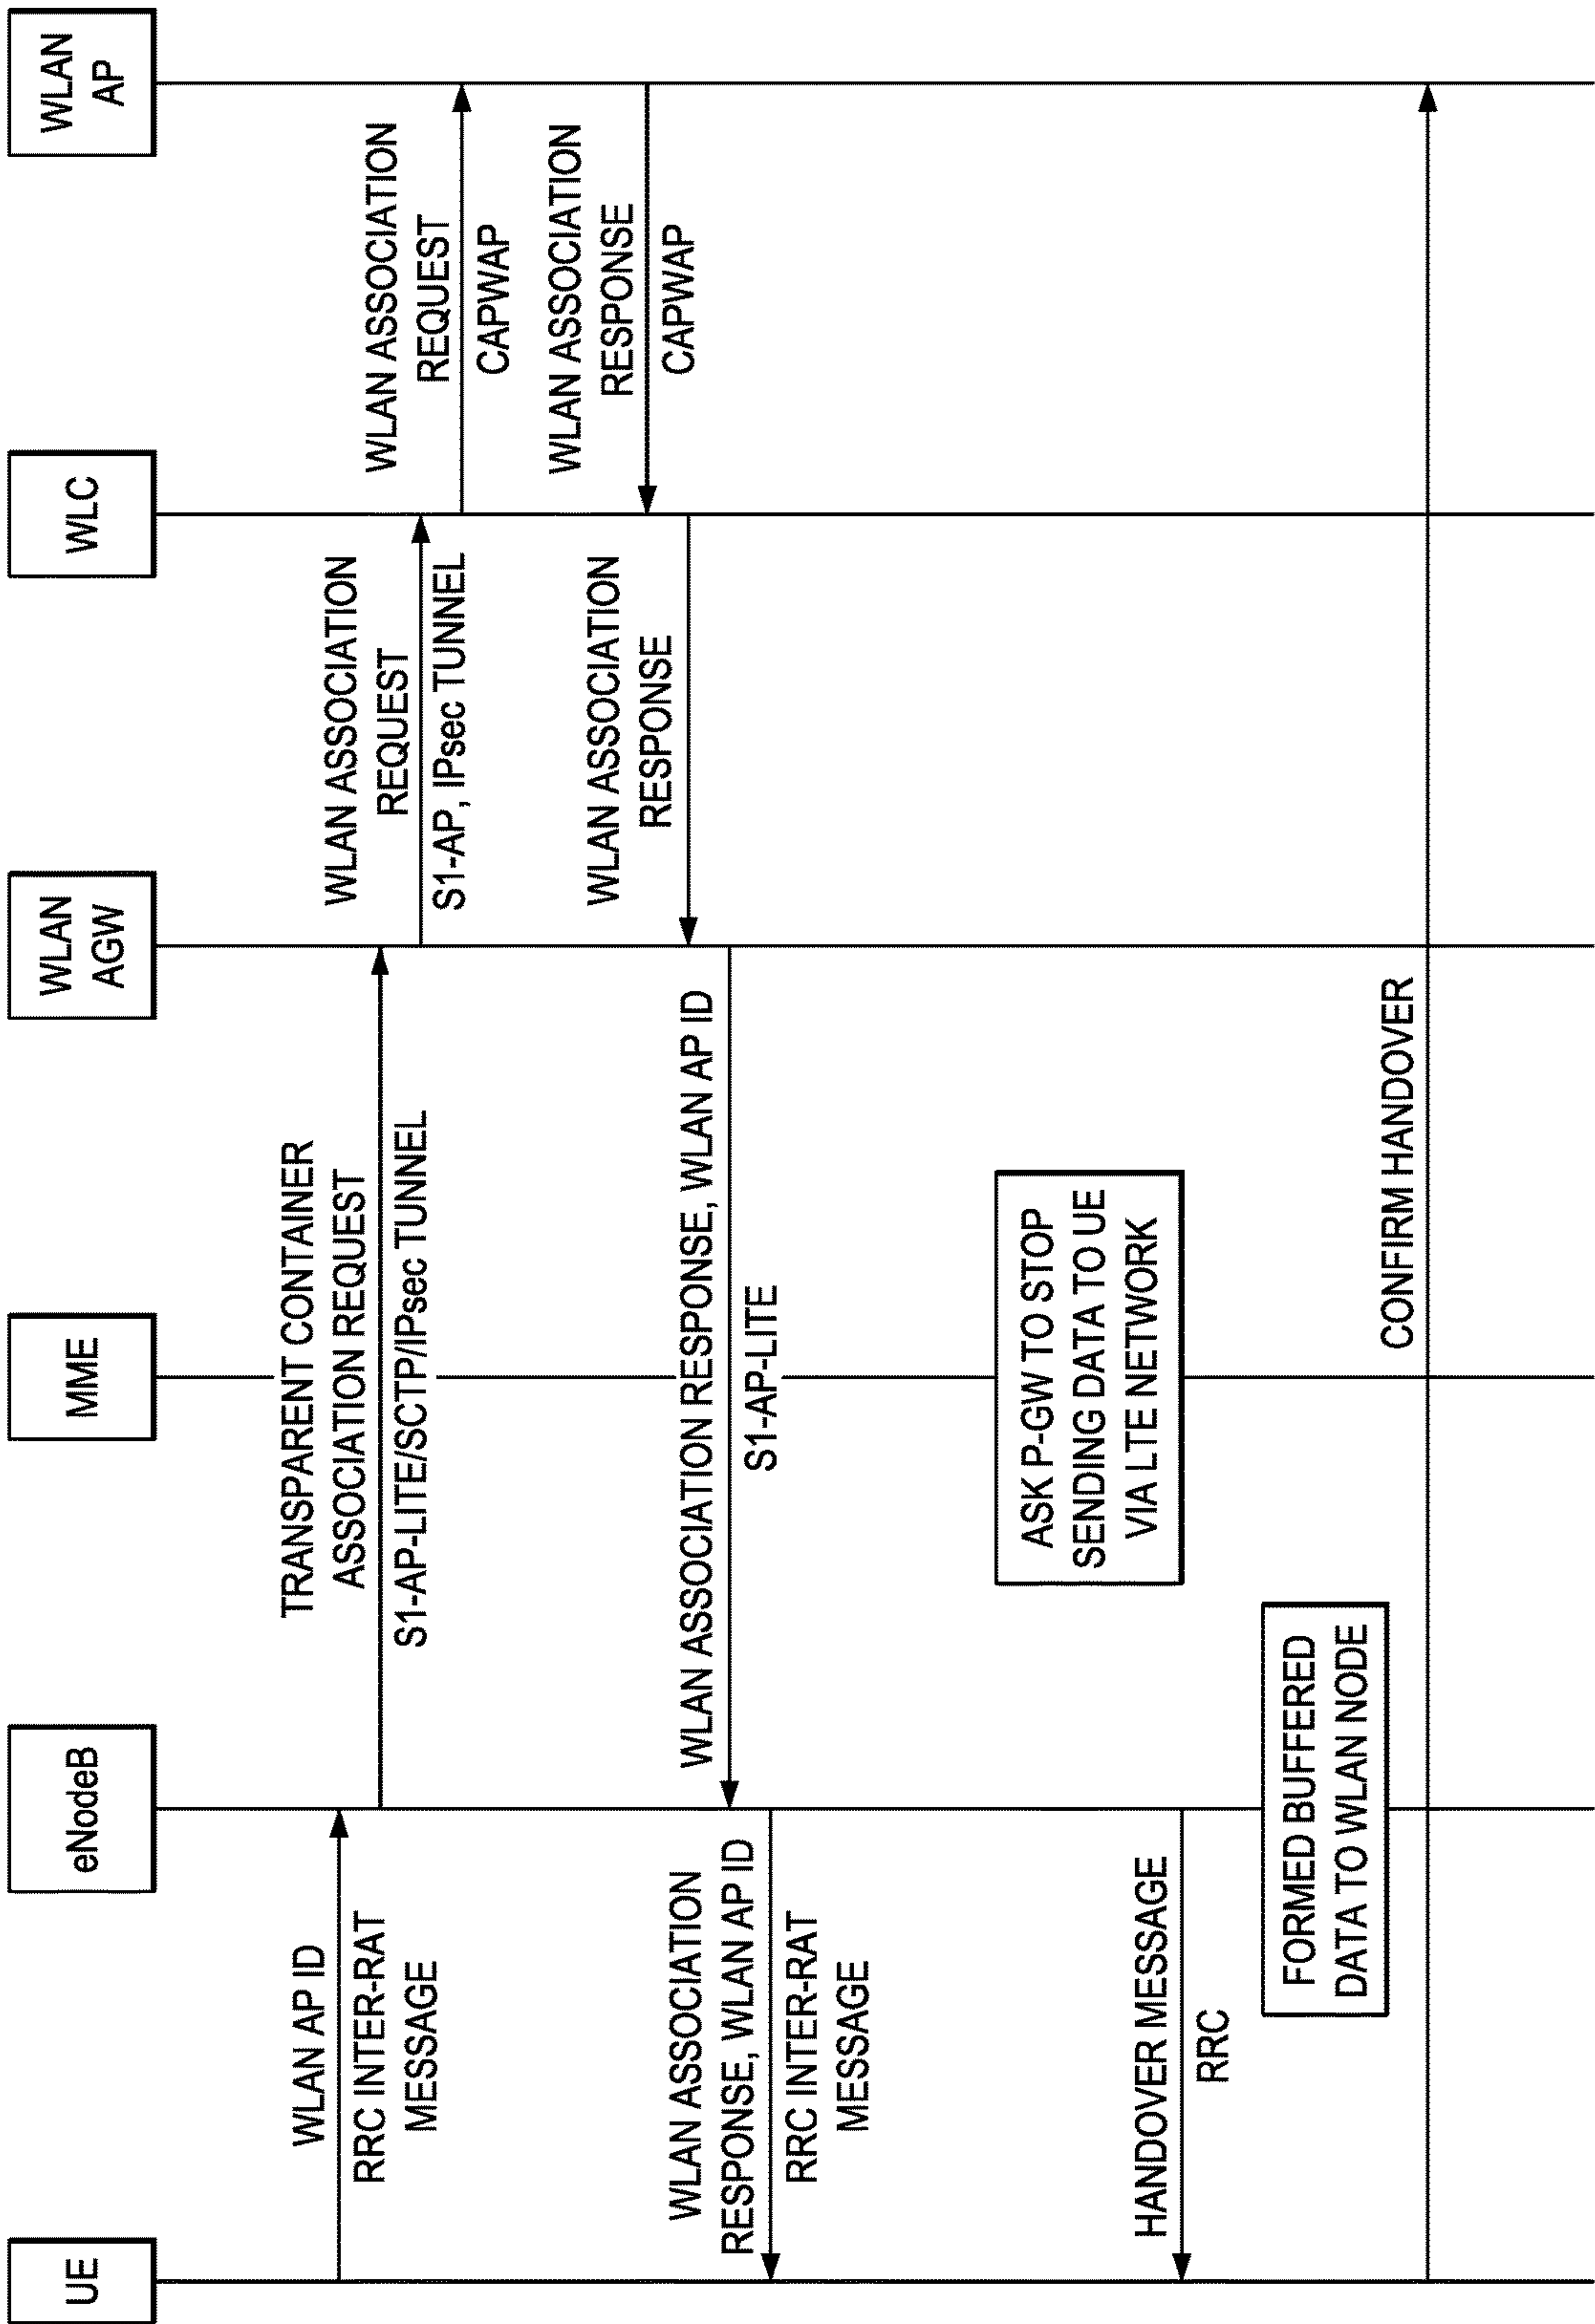 UE
eNodeB
MME
WLAN
AGW
WLC
WLAN
AP
WLAN AP ID
RRC INTER-RAT
MESSAGE
TRANSPARENT CONTAINER
ASSOCIATION REQUEST
S1-AP-LITE/SCTP/IPsec TUNNEL
WLAN ASSOCIATION
REQUEST
S1-AP, IPsec TUNNEL
WLAN ASSOCIATION
REQUEST
CAPWAP
WLAN ASSOCIATION
RESPONSE
CAPWAP
WLAN ASSOCIATION
RESPONSE
WLAN ASSOCIATION RESPONSE, WLAN AP ID
S1-AP-LITE
WLAN ASSOCIATION
RESPONSE, WLAN AP ID
RRC INTER-RAT
MESSAGE
ASK P-GW TO STOP
SENDING DATA TO UE
VIA LTE NETWORK
HANDOVER MESSAGE
RRC
FORMED BUFFERED
DATA TO WLAN NODE
CONFIRM HANDOVER